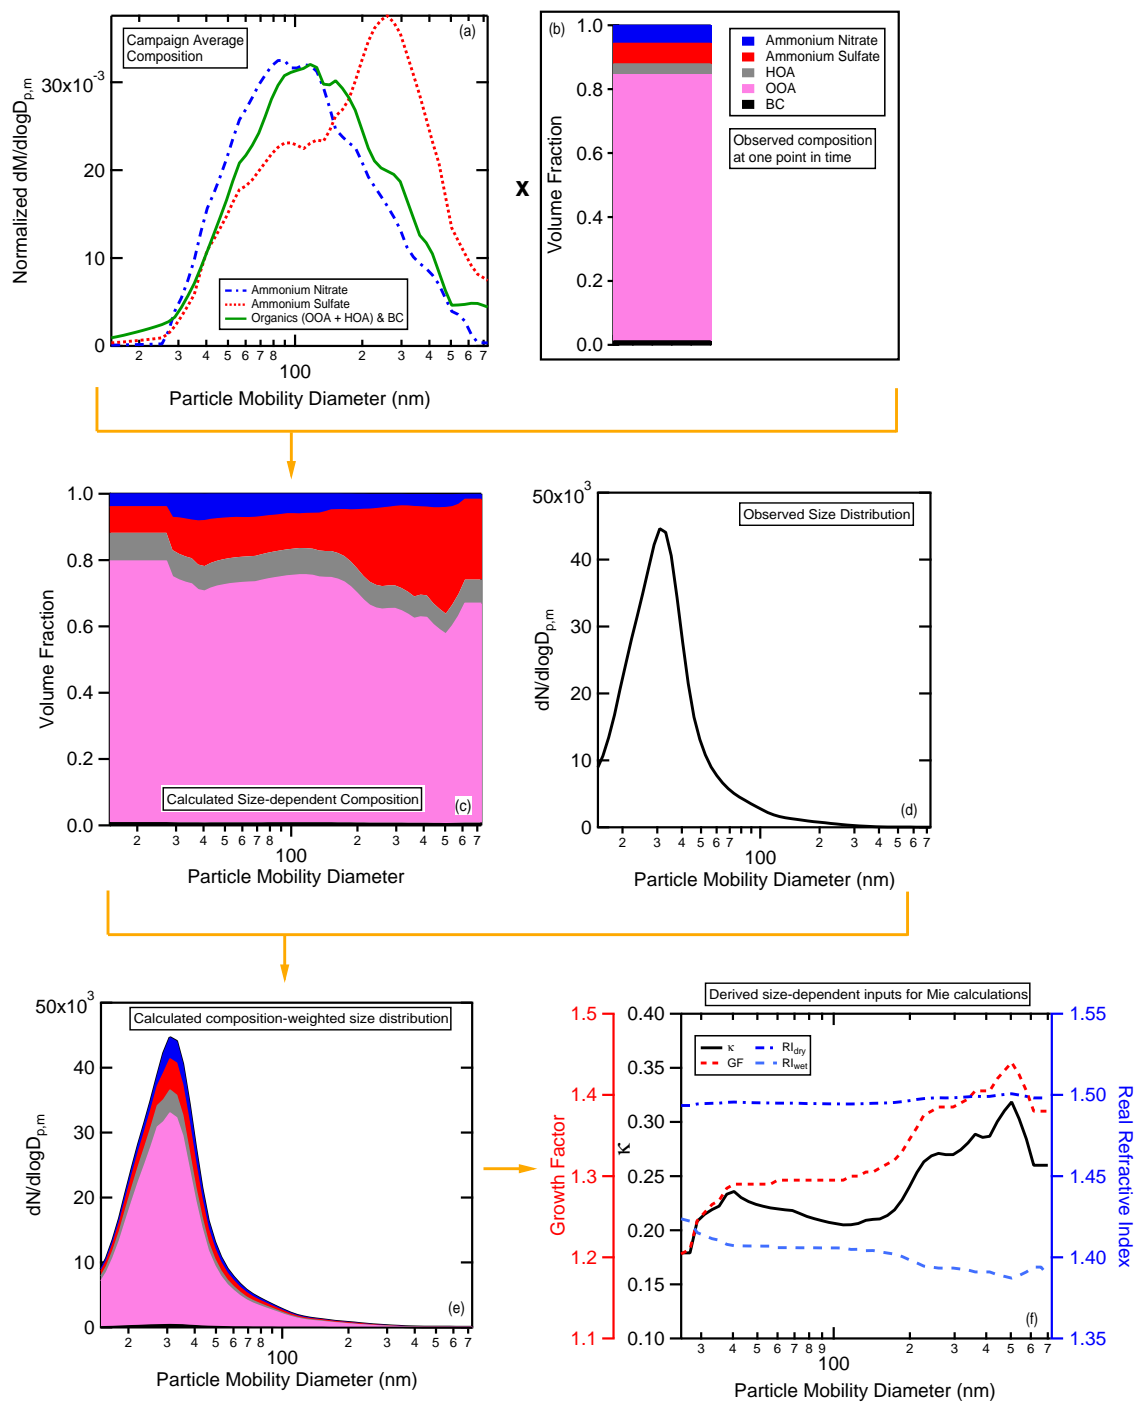 (a)
Campaign Average
Composition
Normalized dM/dlogDp,m
30x10-3
20
10
0
Ammonium Nitrate
Ammonium Sulfate
Organics (OOA + HOA) & BC
2 3 4 5 6 7 8 2 3 4 5 6 7
100
Particle Mobility Diameter (nm)
x
(b)
Volume Fraction
1.0
0.8
0.6
0.4
0.2
0.0
Ammonium Nitrate
Ammonium Sulfate
HOA
OOA
BC
Observed composition
at one point in time
Volume Fraction
1.0
0.8
0.6
0.4
0.2
0.0
Calculated Size-dependent Composition
(c)
2 3 4 5 6 7 8 2 3 4 5 6 7
100
Particle Mobility Diameter
dN/dlogDp,m
50x103
40
30
20
10
0
Observed Size Distribution
(d)
2 3 4 5 6 7 8 2 3 4 5 6 7
100
Particle Mobility Diameter (nm)
dN/dlogDp,m
50x103
40
30
20
10
0
Calculated composition-weighted size distribution
(e)
2 3 4 5 6 7 8 2 3 4 5 6 7
100
Particle Mobility Diameter (nm)
Derived size-dependent inputs for Mie calculations
Growth Factor
1.5
1.4
1.3
1.2
1.1
κ
0.40
0.35
0.30
0.25
0.20
0.15
0.10
κ RIdry
GF RIwet
(f)
3 4 5 6 7 8 9 2 3 4 5 6 7
100
Particle Mobility Diameter (nm)
1.55
1.50
1.45
1.40
1.35
Real Refractive Index